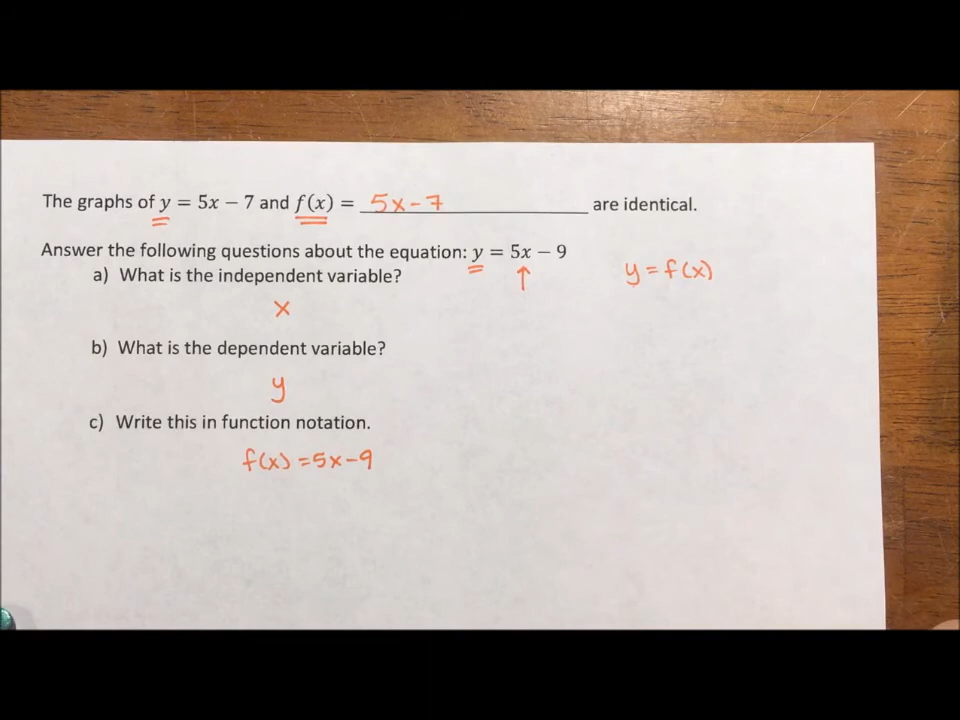 The graphs of y = 5x − 7 and f(x) = 5x-7 are identical.
Answer the following questions about the equation: y = 5x − 9
a) What is the independent variable?
y = f(x)
x
b) What is the dependent variable?
y
c) Write this in function notation.
f(x) = 5x-9